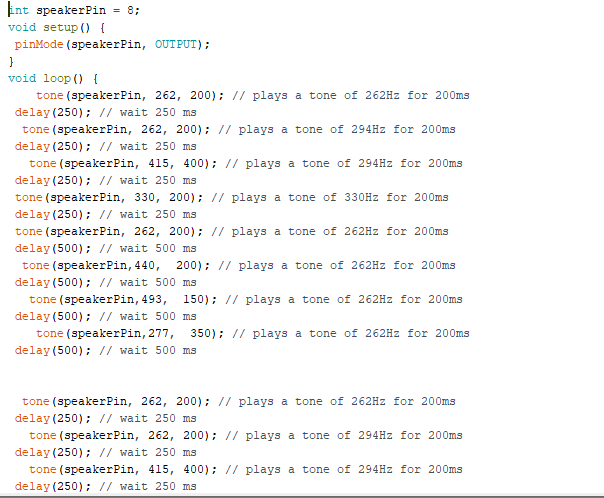 int speakerPin = 8;
void setup() {
pinMode(speakerPin, OUTPUT);
}
void loop() {
tone(speakerPin, 262, 200); // plays a tone of 262Hz for 200ms
delay(250); // wait 250 ms
tone(speakerPin, 262, 200); // plays a tone of 294Hz for 200ms
delay(250); // wait 250 ms
tone(speakerPin, 415, 400); // plays a tone of 294Hz for 200ms
delay(250); // wait 250 ms
tone(speakerPin, 330, 200); // plays a tone of 330Hz for 200ms
delay(250); // wait 250 ms
tone(speakerPin, 262, 200); // plays a tone of 262Hz for 200ms
delay(500); // wait 500 ms
tone(speakerPin,440,  200); // plays a tone of 262Hz for 200ms
delay(500); // wait 500 ms
tone(speakerPin,493,  150); // plays a tone of 262Hz for 200ms
delay(500); // wait 500 ms
tone(speakerPin,277,  350); // plays a tone of 262Hz for 200ms
delay(500); // wait 500 ms
tone(speakerPin, 262, 200); // plays a tone of 262Hz for 200ms
delay(250); // wait 250 ms
tone(speakerPin, 262, 200); // plays a tone of 294Hz for 200ms
delay(250); // wait 250 ms
tone(speakerPin, 415, 400); // plays a tone of 294Hz for 200ms
delay(250); // wait 250 ms